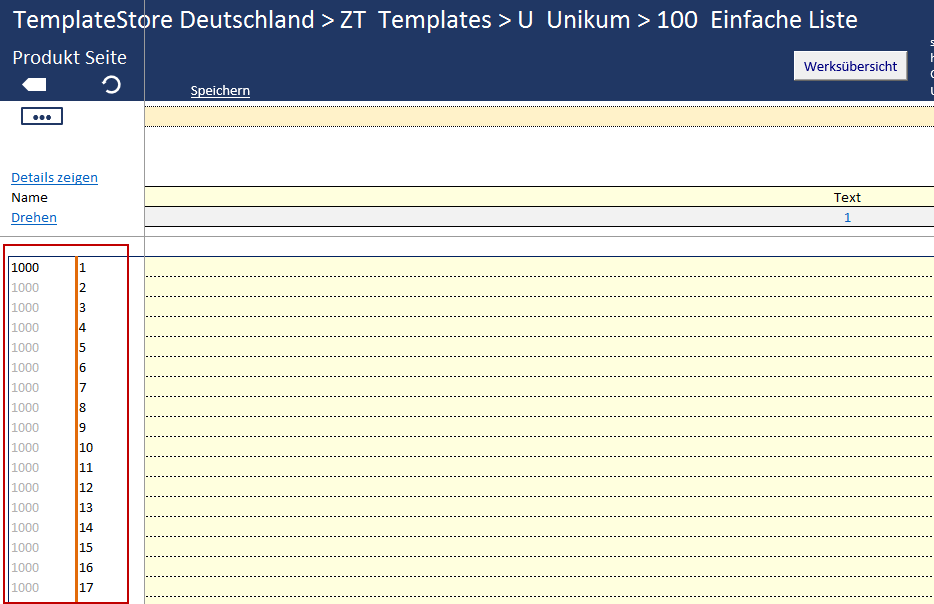 TemplateStore Deutschland > ZT Templates > U Unikum > 100 Einfache Liste
Produkt Seite
Werksübersicht
Speichern
•••
Details zeigen
Name Text
Drehen 1
1000 1
1000 2
1000 3
1000 4
1000 5
1000 6
1000 7
1000 8
1000 9
1000 10
1000 11
1000 12
1000 13
1000 14
1000 15
1000 16
1000 17